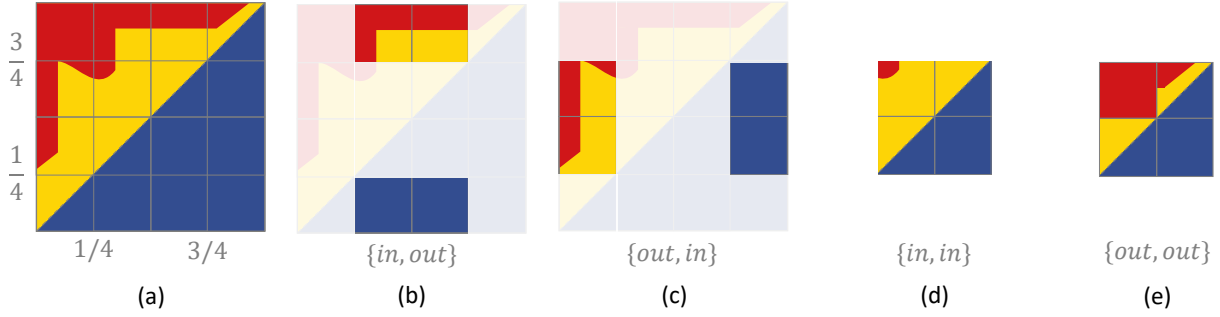 3
4
1
4
1/4
3/4
{in, out}
{out, in}
{in, in}
{out, out}
(a)
(b)
(c)
(d)
(e)